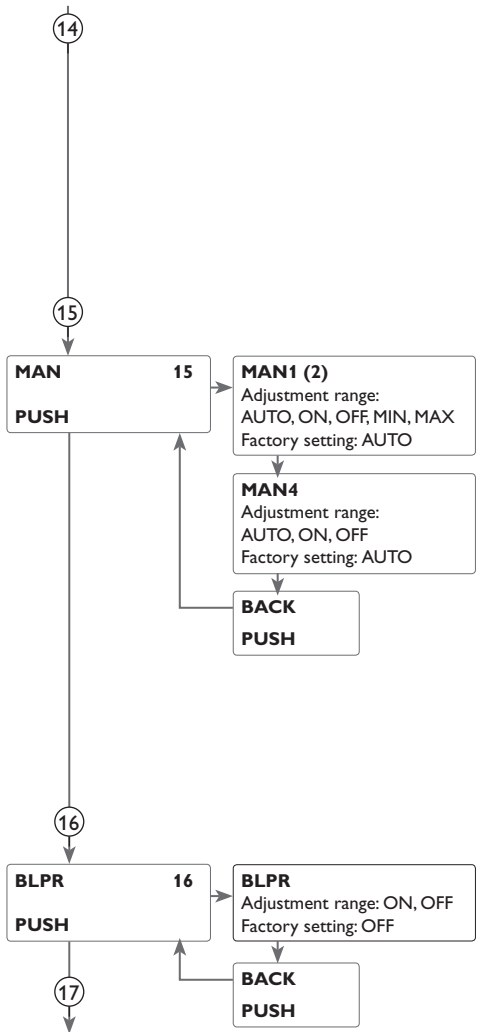 14
15
MAN 15
PUSH
MAN1 (2)
Adjustment range:
AUTO, ON, OFF, MIN, MAX
Factory setting: AUTO
MAN4
Adjustment range:
AUTO, ON, OFF
Factory setting: AUTO
BACK
PUSH
16
BLPR 16
PUSH
BLPR
Adjustment range: ON, OFF
Factory setting: OFF
BACK
PUSH
17